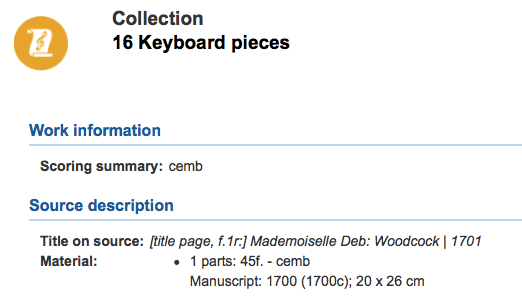 Collection
16 Keyboard pieces
Work information
Scoring summary: cemb
Source description
Title on source: [title page, f.1r:] Mademoiselle Deb: Woodcock | 1701
Material: • 1 parts: 45f. - cemb
Manuscript: 1700 (1700c); 20 x 26 cm